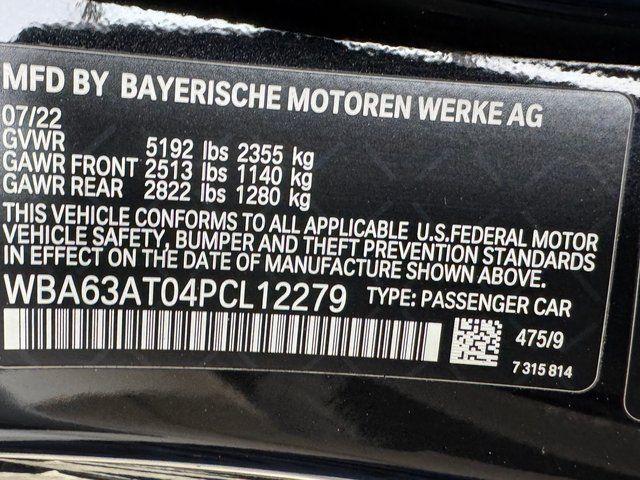 MFD BY BAYERISCHE MOTOREN WERKE AG
07/22
GVWR 5192 lbs 2355 kg
GAWR FRONT 2513 lbs 1140 kg
GAWR REAR 2822 lbs 1280 kg
THIS VEHICLE CONFORMS TO ALL APPLICABLE U.S.FEDERAL MOTOR
VEHICLE SAFETY, BUMPER AND THEFT PREVENTION STANDARDS
IN EFFECT ON THE DATE OF MANUFACTURE SHOWN ABOVE.
WBA63AT04PCL12279 TYPE: PASSENGER CAR
475/9
7 315 814